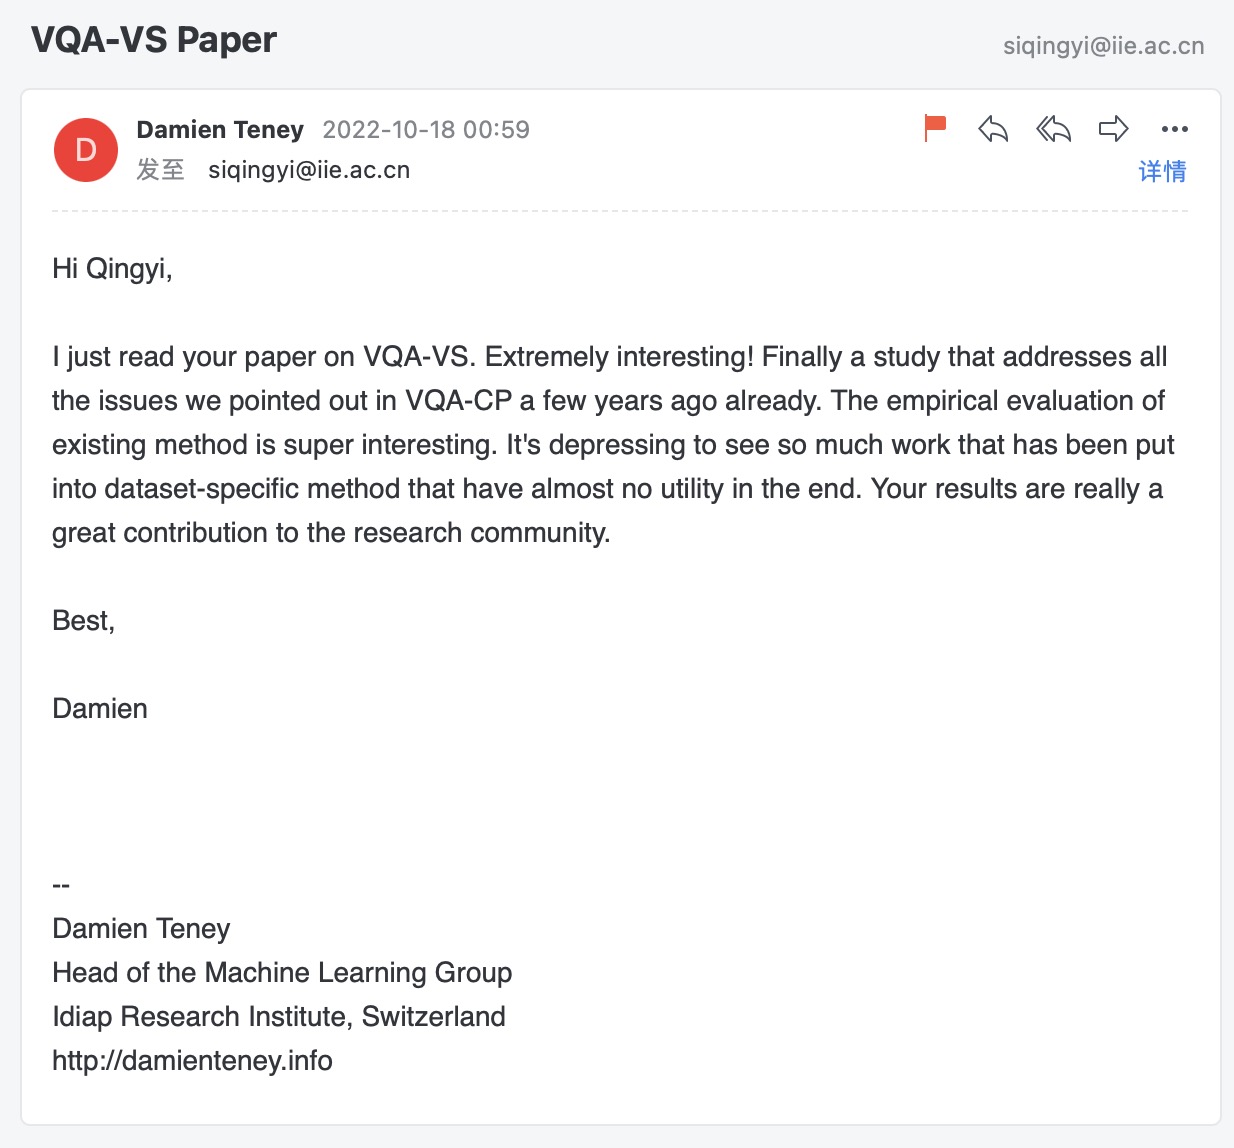 VQA-VS Paper
siqingyi@iie.ac.cn
D
Damien Teney 2022-10-18 00:59
发至 siqingyi@iie.ac.cn
详情
Hi Qingyi,
I just read your paper on VQA-VS. Extremely interesting! Finally a study that addresses all
the issues we pointed out in VQA-CP a few years ago already. The empirical evaluation of
existing method is super interesting. It's depressing to see so much work that has been put
into dataset-specific method that have almost no utility in the end. Your results are really a
great contribution to the research community.
Best,
Damien
--
Damien Teney
Head of the Machine Learning Group
Idiap Research Institute, Switzerland
http://damienteney.info